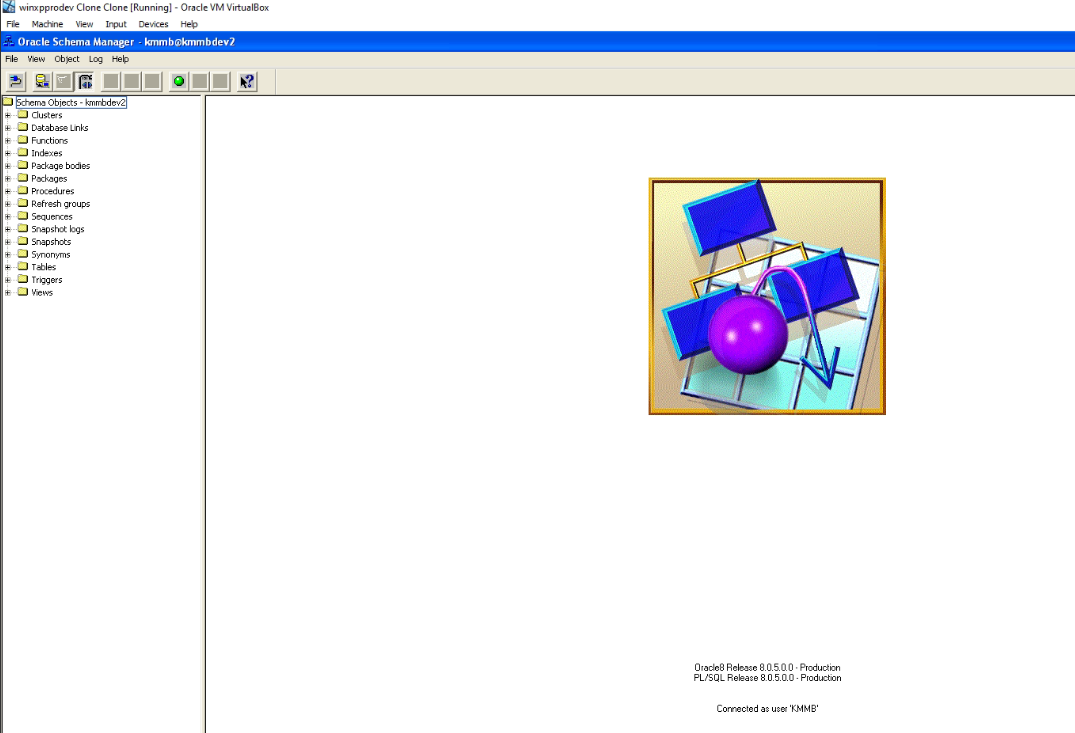 winxpprodev Clone Clone [Running] - Oracle VM VirtualBox
File Machine View Input Devices Help
Oracle Schema Manager - kmmb@kmmbdev2
File View Object Log Help
Schema Objects - kmmbdev2
Clusters
Database Links
Functions
Indexes
Package bodies
Packages
Procedures
Refresh groups
Sequences
Snapshot logs
Snapshots
Synonyms
Tables
Triggers
Views
Oracle8 Release 8.0.5.0.0 - Production
PL/SQL Release 8.0.5.0.0 - Production
Connected as user 'KMMB'